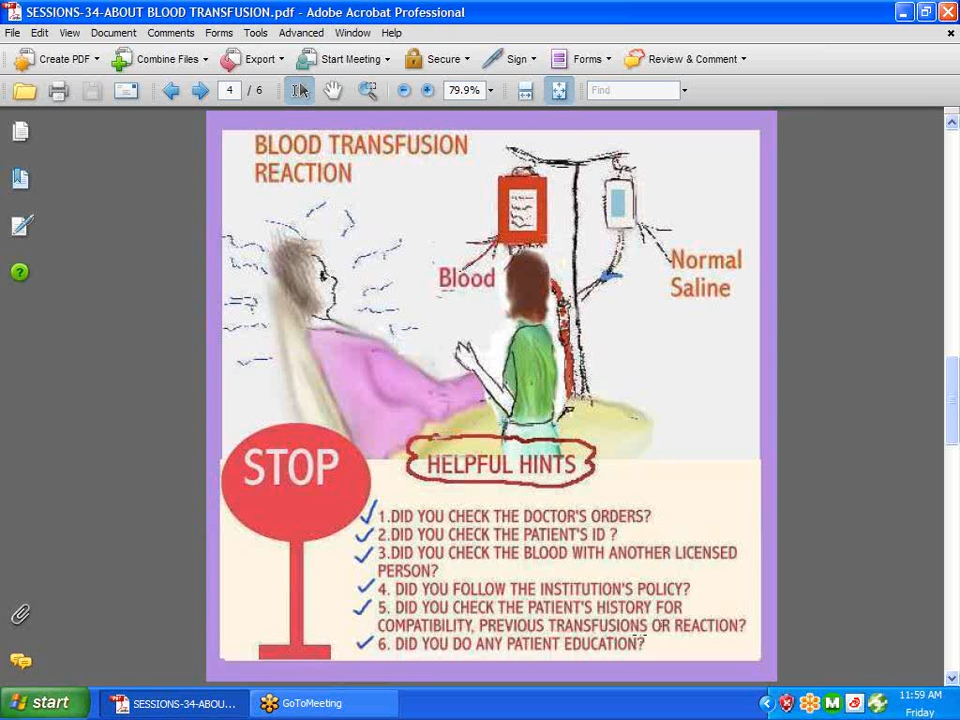 SESSIONS-34-ABOUT BLOOD TRANSFUSION.pdf - Adobe Acrobat Professional
File Edit View Document Comments Forms Tools Advanced Window Help
Create PDF Combine Files Export Start Meeting Secure Sign Forms Review & Comment
4 / 6 79.9% Find
BLOOD TRANSFUSION
REACTION
Blood
Normal
Saline
STOP
HELPFUL HINTS
1.DID YOU CHECK THE DOCTOR'S ORDERS?
2.DID YOU CHECK THE PATIENT'S ID ?
3.DID YOU CHECK THE BLOOD WITH ANOTHER LICENSED
PERSON?
4. DID YOU FOLLOW THE INSTITUTION'S POLICY?
5. DID YOU CHECK THE PATIENT'S HISTORY FOR
COMPATIBILITY, PREVIOUS TRANSFUSIONS OR REACTION?
6. DID YOU DO ANY PATIENT EDUCATION?
start SESSIONS-34-ABOU... GoToMeeting 11:59 AM
Friday